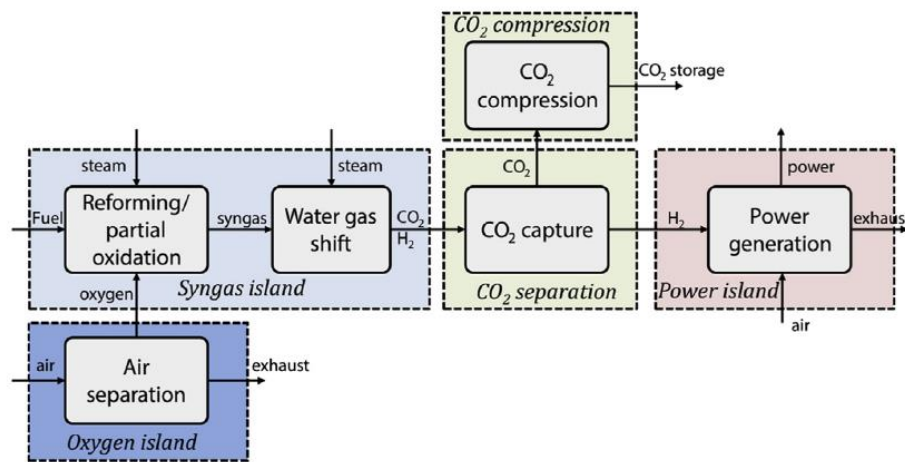 CO₂ compression
CO₂
compression
CO₂ storage
steam
steam
CO₂
power
Fuel
Reforming/
partial
oxidation
syngas
Water gas
shift
CO₂
H₂
CO₂ capture
H₂
Power
generation
exhaus
oxygen
Syngas island
CO₂ separation
Power island
air
air
Air
separation
exhaust
Oxygen island